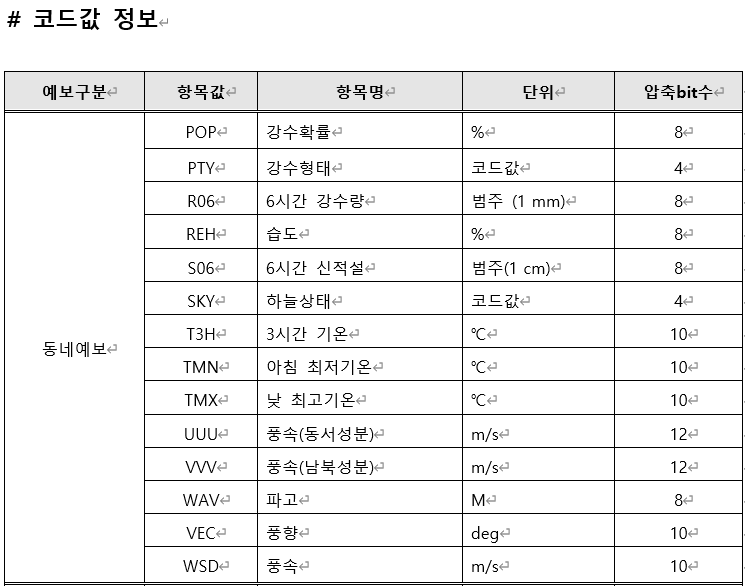 # 코드값 정보
예보구분 항목값 항목명 단위 압축bit수
POP 강수확률 % 8
PTY 강수형태 코드값 4
R06 6시간 강수량 범주 (1 mm) 8
REH 습도 % 8
S06 6시간 신적설 범주(1 cm) 8
SKY 하늘상태 코드값 4
T3H 3시간 기온 ℃ 10
동네예보
TMN 아침 최저기온 ℃ 10
TMX 낮 최고기온 ℃ 10
UUU 풍속(동서성분) m/s 12
VVV 풍속(남북성분) m/s 12
WAV 파고 M 8
VEC 풍향 deg 10
WSD 풍속 m/s 10